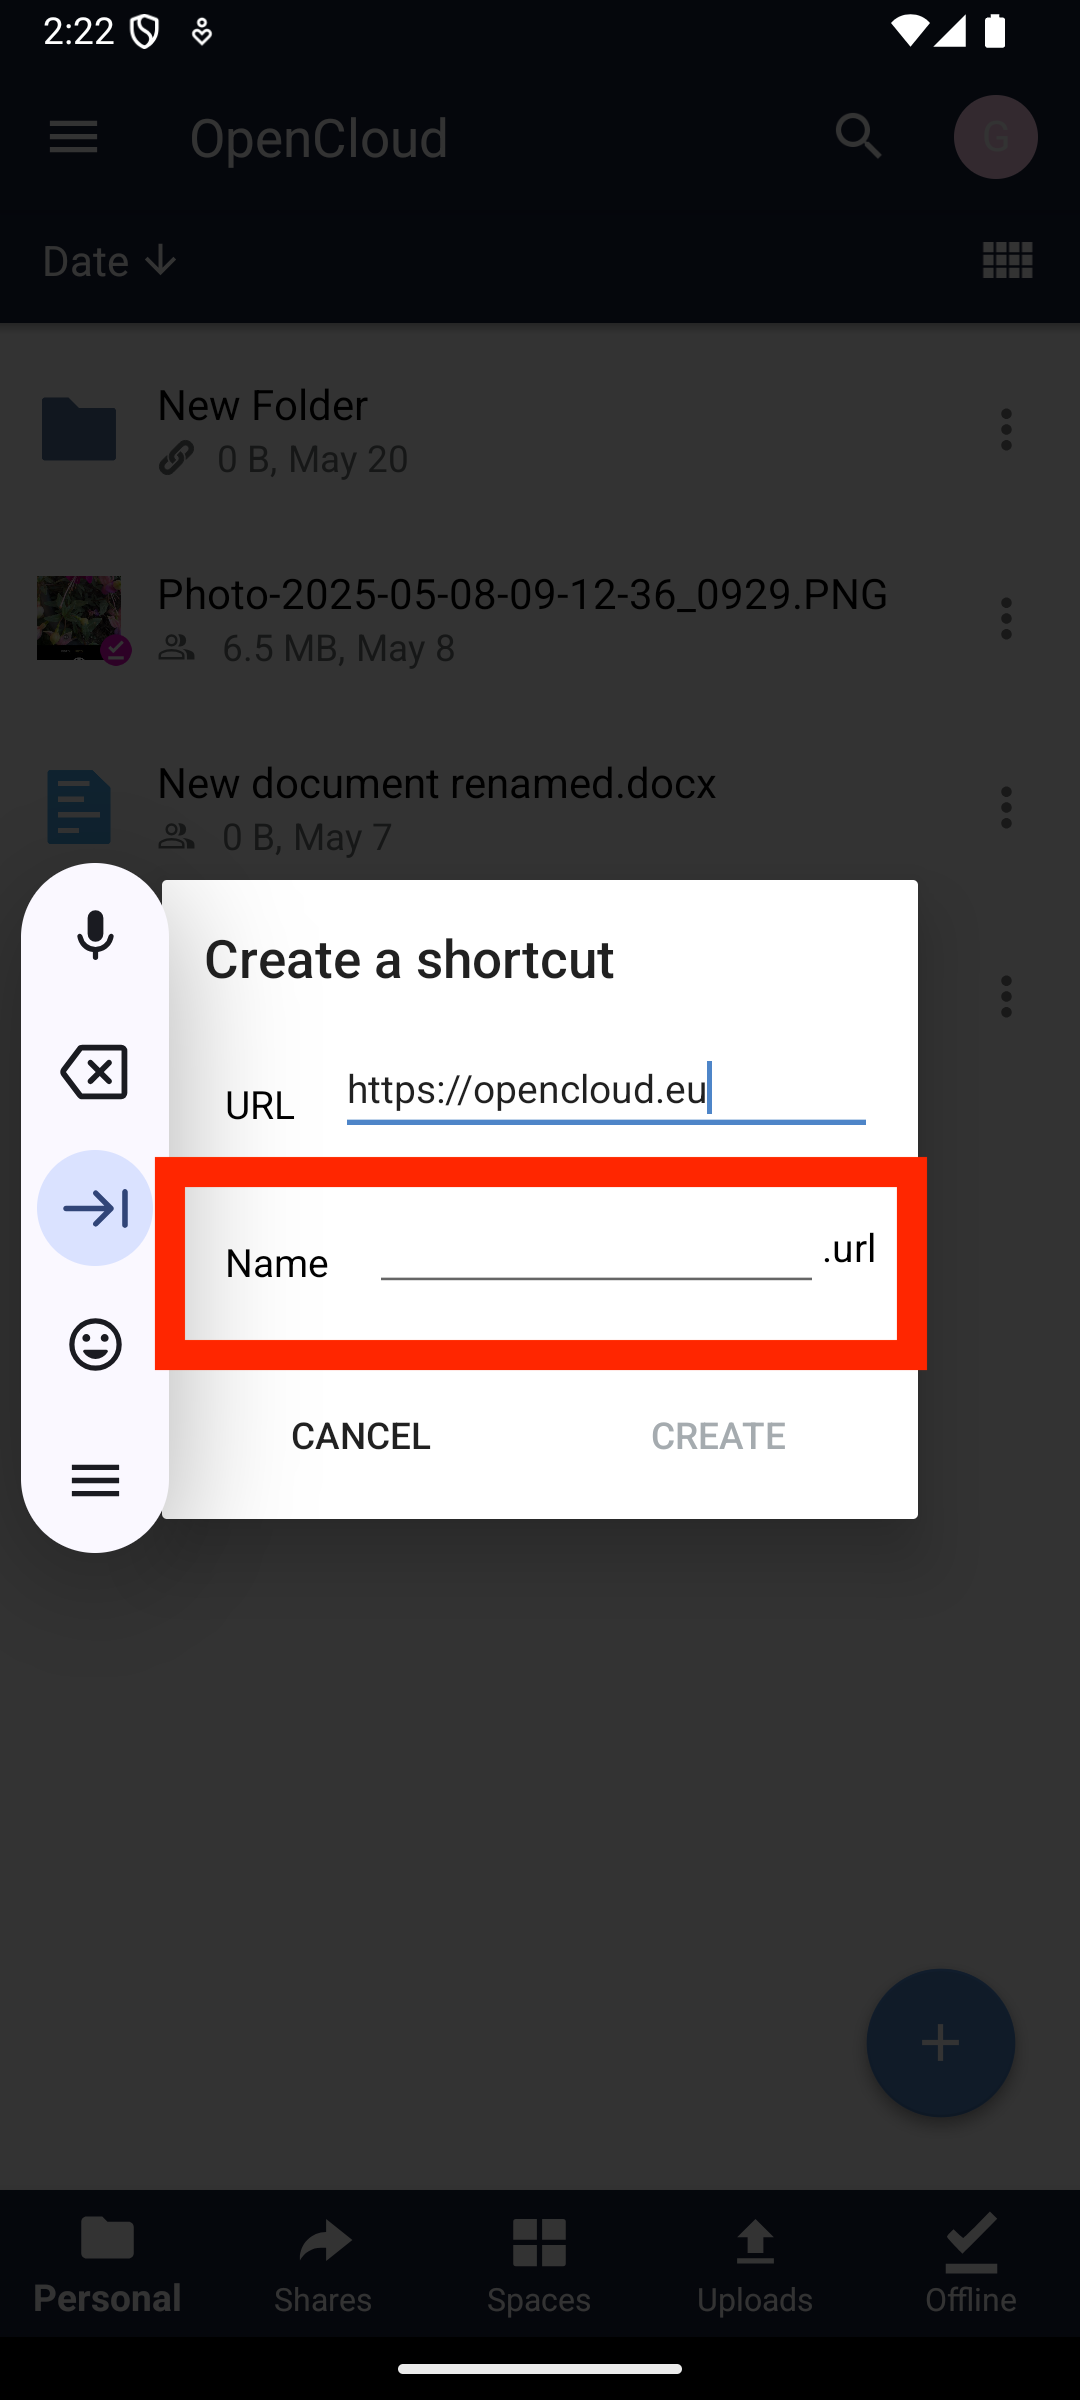 2:22
OpenCloud
G
Date
New Folder
0 B, May 20
Photo-2025-05-08-09-12-36_0929.PNG
6.5 MB, May 8
New document renamed.docx
0 B, May 7
Create a shortcut
URL https://opencloud.eu
Name .url
CANCEL CREATE
Personal Shares Spaces Uploads Offline